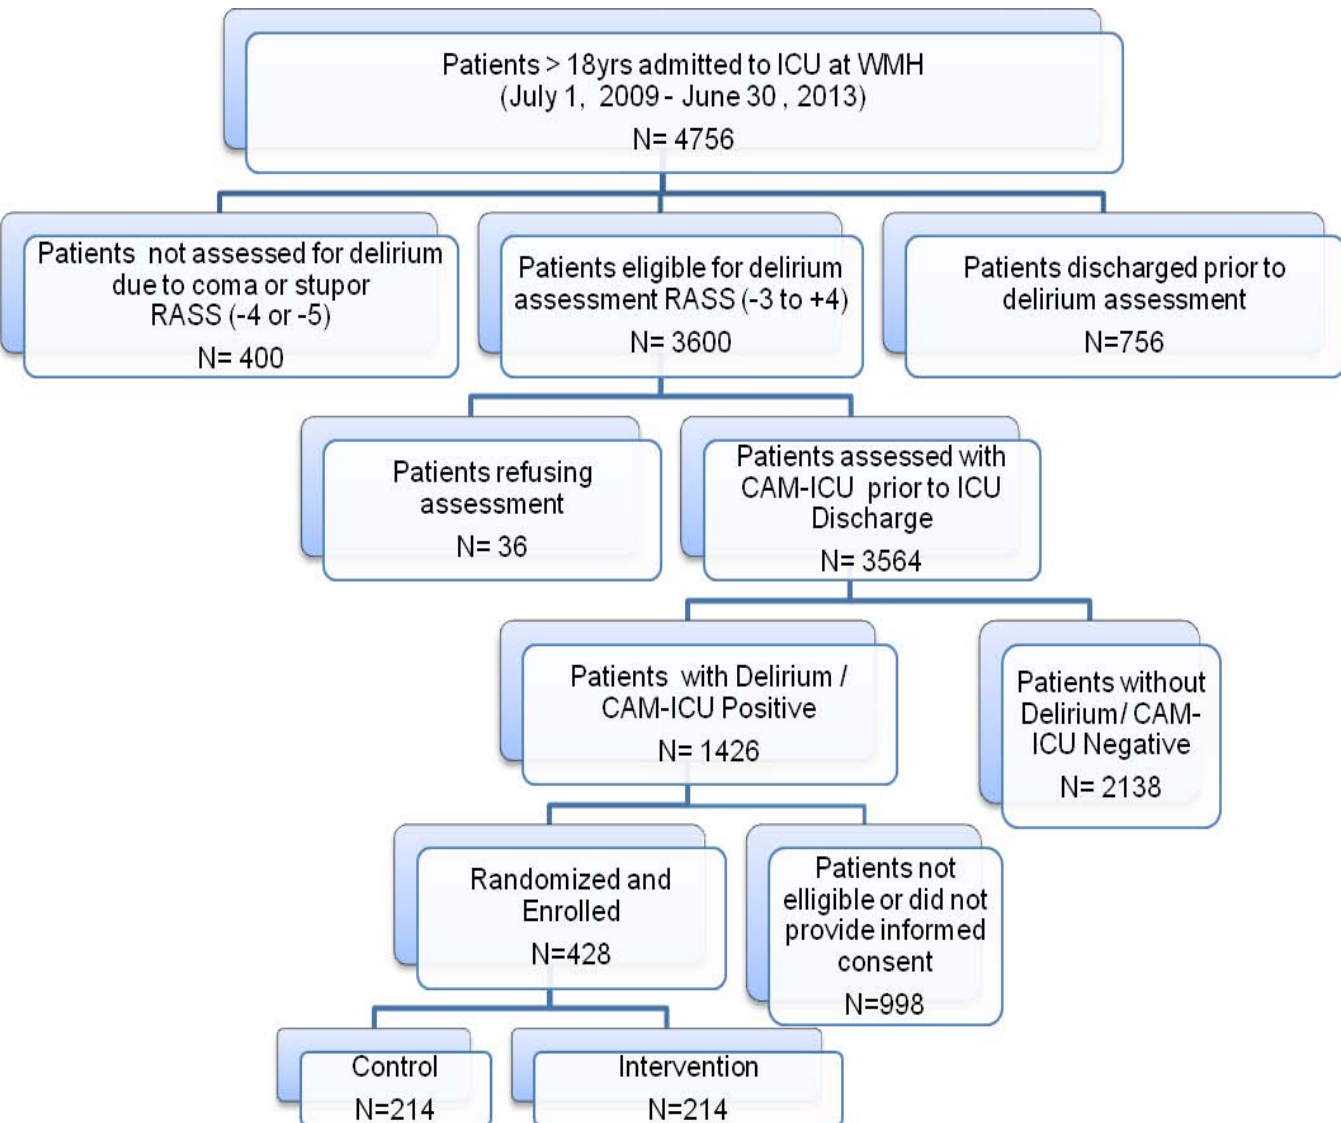 Patients > 18yrs admitted to ICU at WMH
(July 1, 2009 - June 30 , 2013)
N= 4756
Patients not assessed for delirium
due to coma or stupor
RASS (-4 or -5)
N= 400
Patients eligible for delirium
assessment RASS (-3 to +4)
N= 3600
Patients discharged prior to
delirium assessment
N=756
Patients refusing
assessment
N= 36
Patients assessed with
CAM-ICU prior to ICU
Discharge
N= 3564
Patients with Delirium /
CAM-ICU Positive
N= 1426
Patients without
Delirium/ CAM-
ICU Negative
N= 2138
Randomized and
Enrolled
N=428
Patients not
elligible or did not
provide informed
consent
N=998
Control
N=214
Intervention
N=214